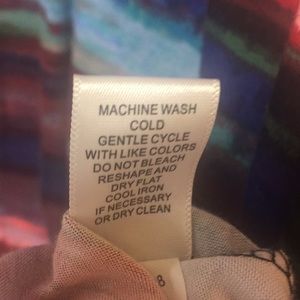 MACHINE WASH
COLD
GENTLE CYCLE
WITH LIKE COLORS
DO NOT BLEACH
RESHAPE AND
DRY FLAT
COOL IRON
IF NECESSARY
OR DRY CLEAN
8